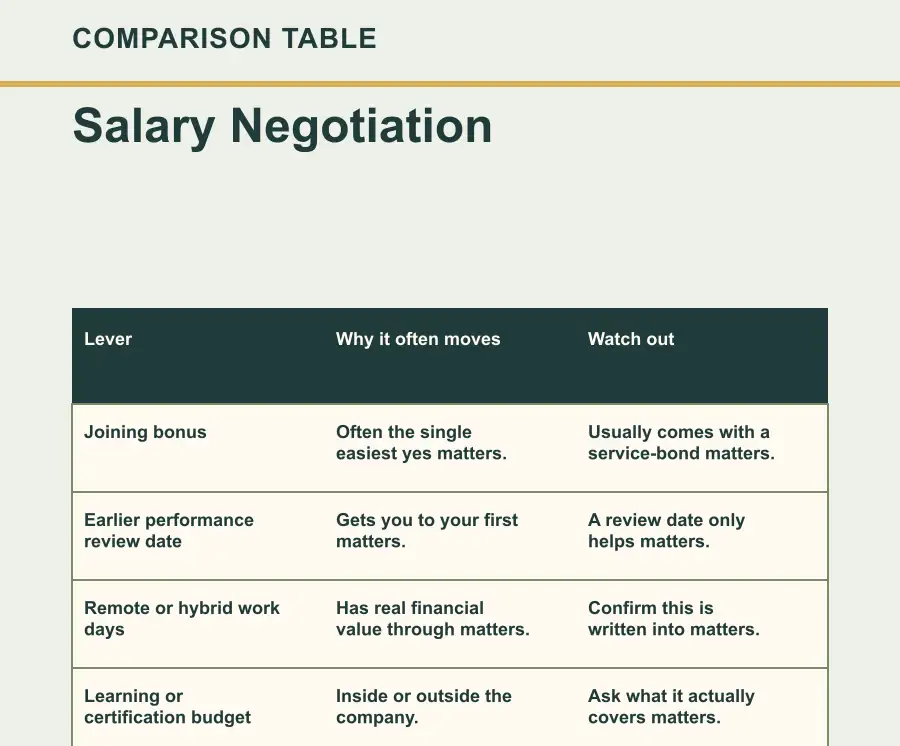 COMPARISON TABLE
Salary Negotiation
Lever
Why it often moves
Watch out
Joining bonus
Often the single
easiest yes matters.
Usually comes with a
service-bond matters.
Earlier performance
review date
Gets you to your first
matters.
A review date only
helps matters.
Remote or hybrid work
days
Has real financial
value through matters.
Confirm this is
written into matters.
Learning or
certification budget
Inside or outside the
company.
Ask what it actually
covers matters.